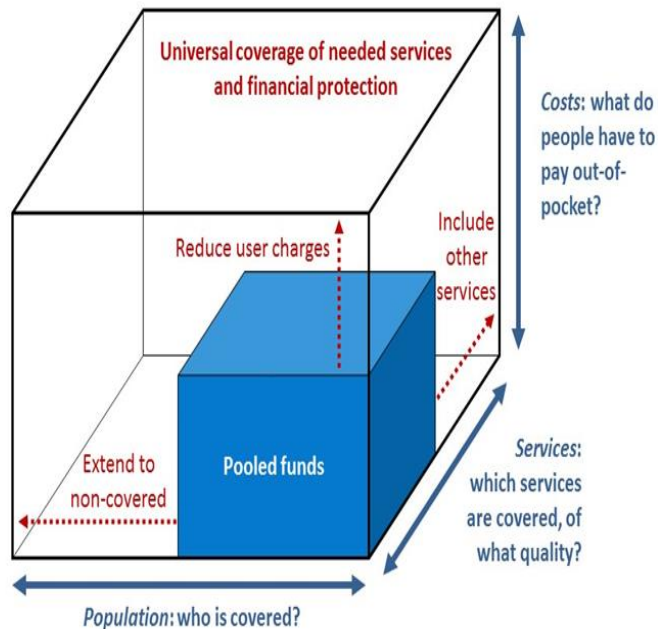 Universal coverage of needed services
and financial protection
Costs: what do
people have to
pay out-of-
pocket?
Include
other
services
Reduce user charges
Extend to
non-covered
Pooled funds
Services:
which services
are covered, of
what quality?
Population: who is covered?